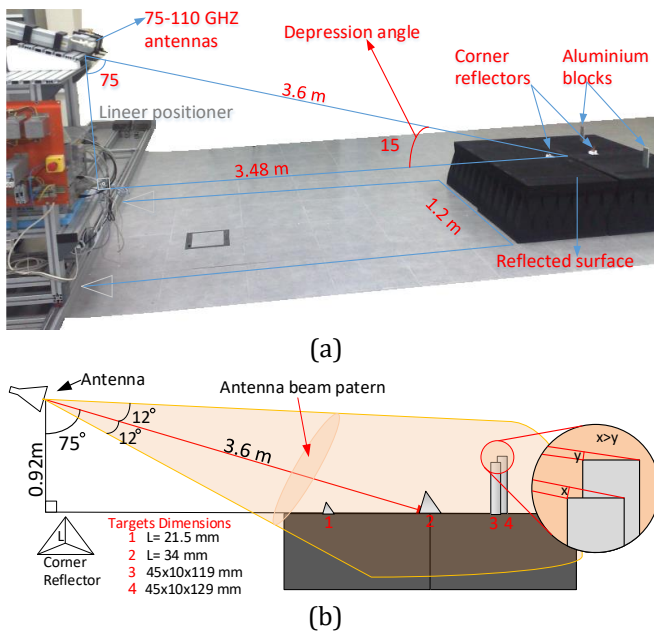 75-110 GHZ
antennas
75
Lineer positioner
Depression angle
3.6 m
15
3.48 m
1.2 m
Corner
reflectors
Aluminium
blocks
Reflected surface
(a)
Antenna
Antenna beam patern
12°
12°
75°
3.6 m
0.92m
x>y
y
x
1
2
3
4
L
Corner
Reflector
Targets Dimensions
1 L= 21.5 mm
2 L= 34 mm
3 45x10x119 mm
4 45x10x129 mm
(b)